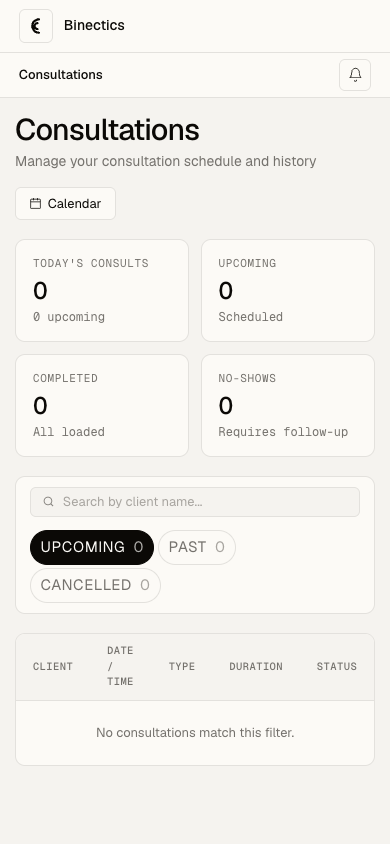 Binectics
Consultations
Consultations
Manage your consultation schedule and history
Calendar
TODAY'S CONSULTS
0
0 upcoming
UPCOMING
0
Scheduled
COMPLETED
0
All loaded
NO-SHOWS
0
Requires follow-up
Search by client name…
UPCOMING 0
PAST 0
CANCELLED 0
CLIENT
DATE
/
TIME
TYPE
DURATION
STATUS
No consultations match this filter.